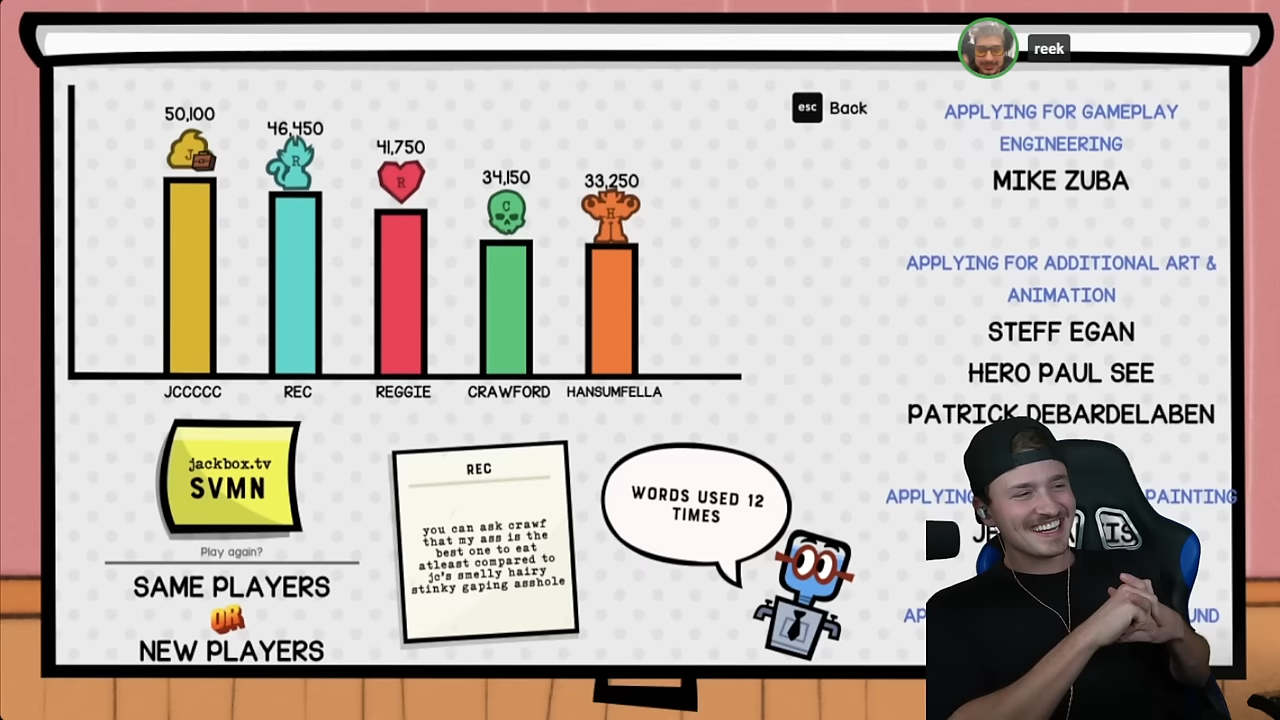 reek
50,100
46,450
41,750
34,150
33,250
J
R
R
C
H
JCCCCC
REC
REGGIE
CRAWFORD
HANSUMFELLA
esc Back
APPLYING FOR GAMEPLAY
ENGINEERING
MIKE ZUBA
APPLYING FOR ADDITIONAL ART &
ANIMATION
STEFF EGAN
HERO PAUL SEE
PATRICK DEBARDELABEN
APPLYING
PAINTING
jackbox.tv
SVMN
Play again?
SAME PLAYERS
OR
NEW PLAYERS
REC
you can ask crawf
that my ass is the
best one to eat
atleast compared to
jc's smelly hairy
stinky gaping asshole
WORDS USED 12
TIMES